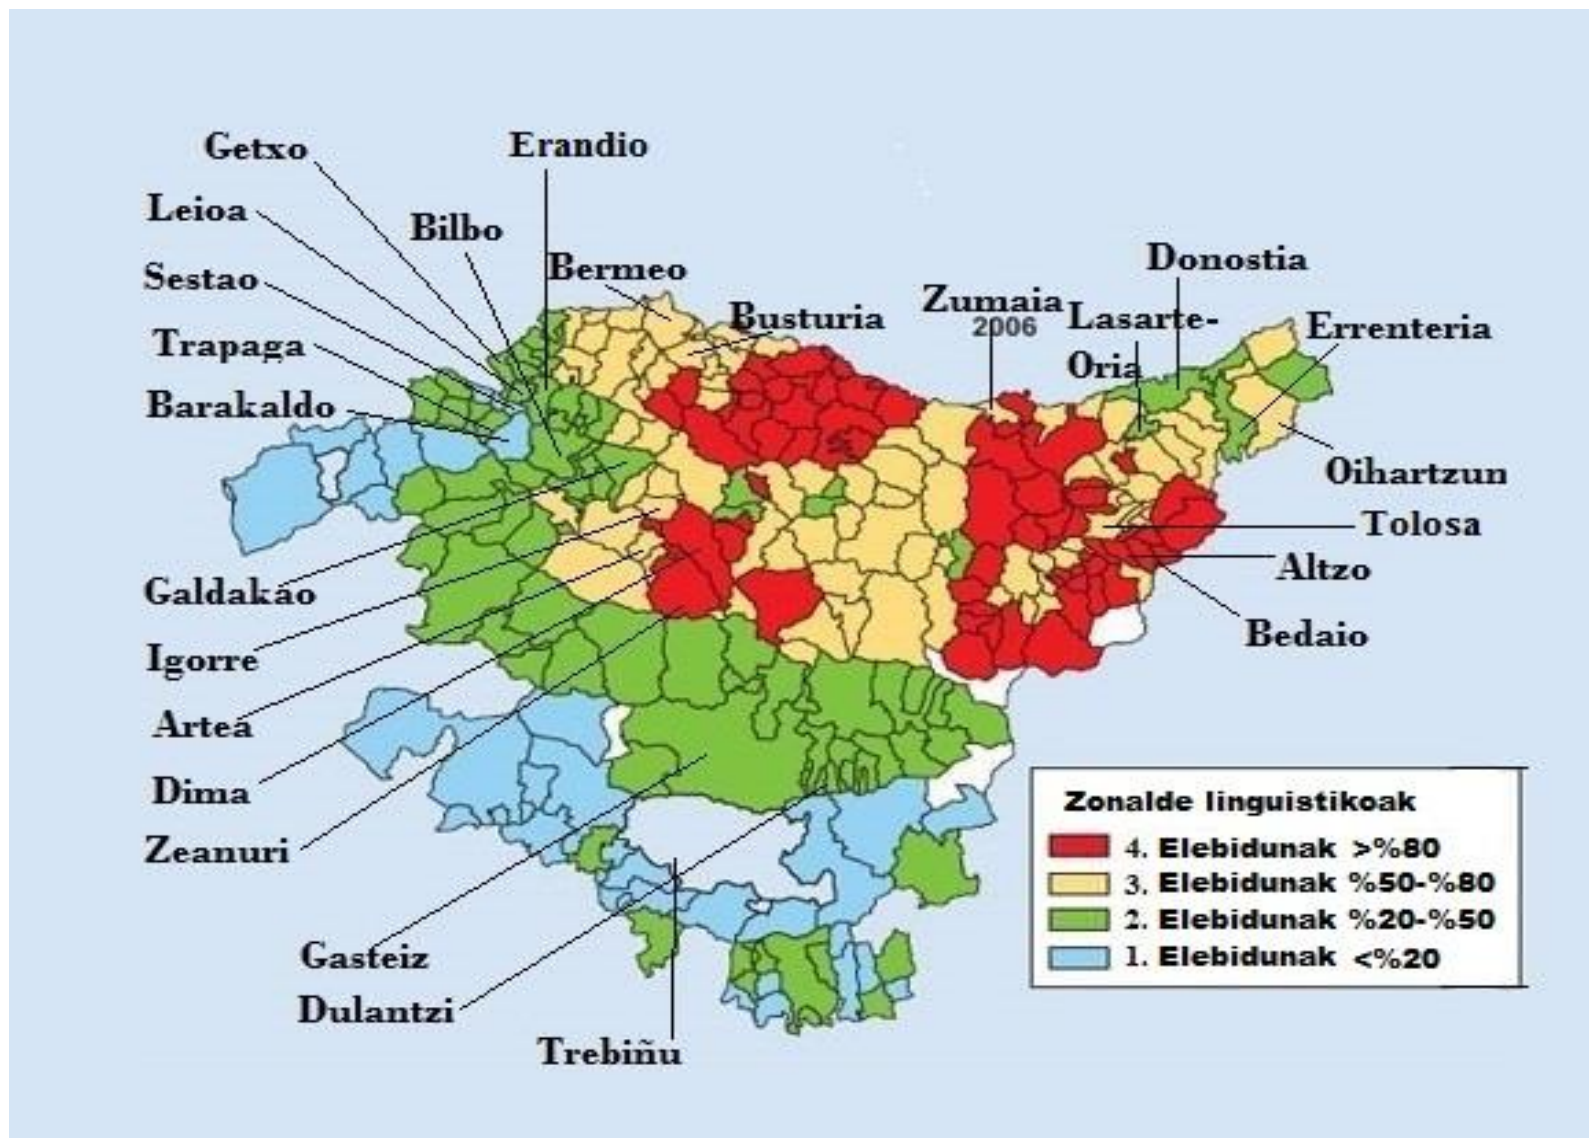 Getxo
Erandio
Leioa
Bilbo
Sestao
Bermeo
Donostia
Busturia
Zumaia
2006
Lasarte-
Oria
Errenteria
Trapaga
Barakaldo
Oihartzun
Tolosa
Altzo
Galdakao
Bedaio
Igorre
Artea
Dima
Zeanuri
Gasteiz
Dulantzi
Trebiñu
Zonalde linguistikoak
4. Elebidunak >%80
3. Elebidunak %50-%80
2. Elebidunak %20-%50
1. Elebidunak <%20